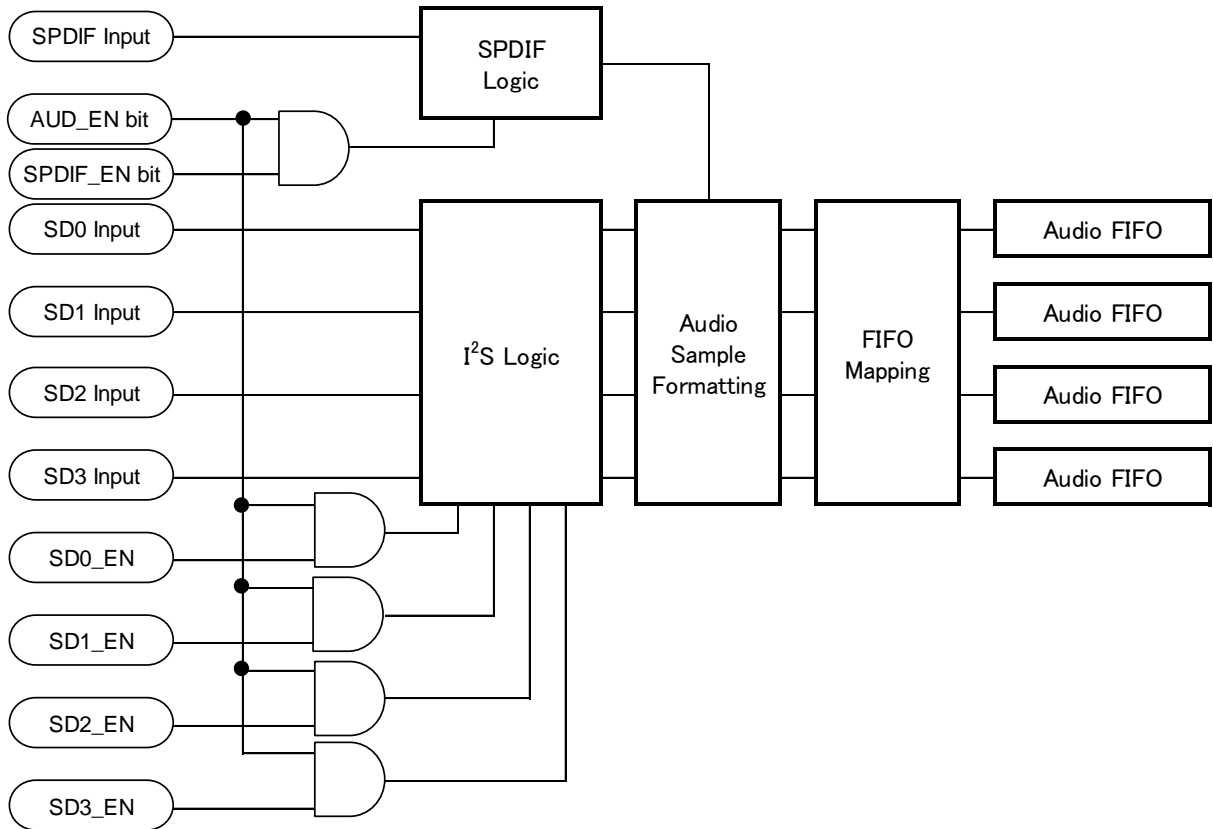 SPDIF Input
SPDIF
Logic
AUD_EN bit
SPDIF_EN bit
SD0 Input
Audio FIFO
SD1 Input
Audio FIFO
I²S Logic
Audio
Sample
Formatting
FIFO
Mapping
SD2 Input
Audio FIFO
SD3 Input
Audio FIFO
SD0_EN
SD1_EN
SD2_EN
SD3_EN